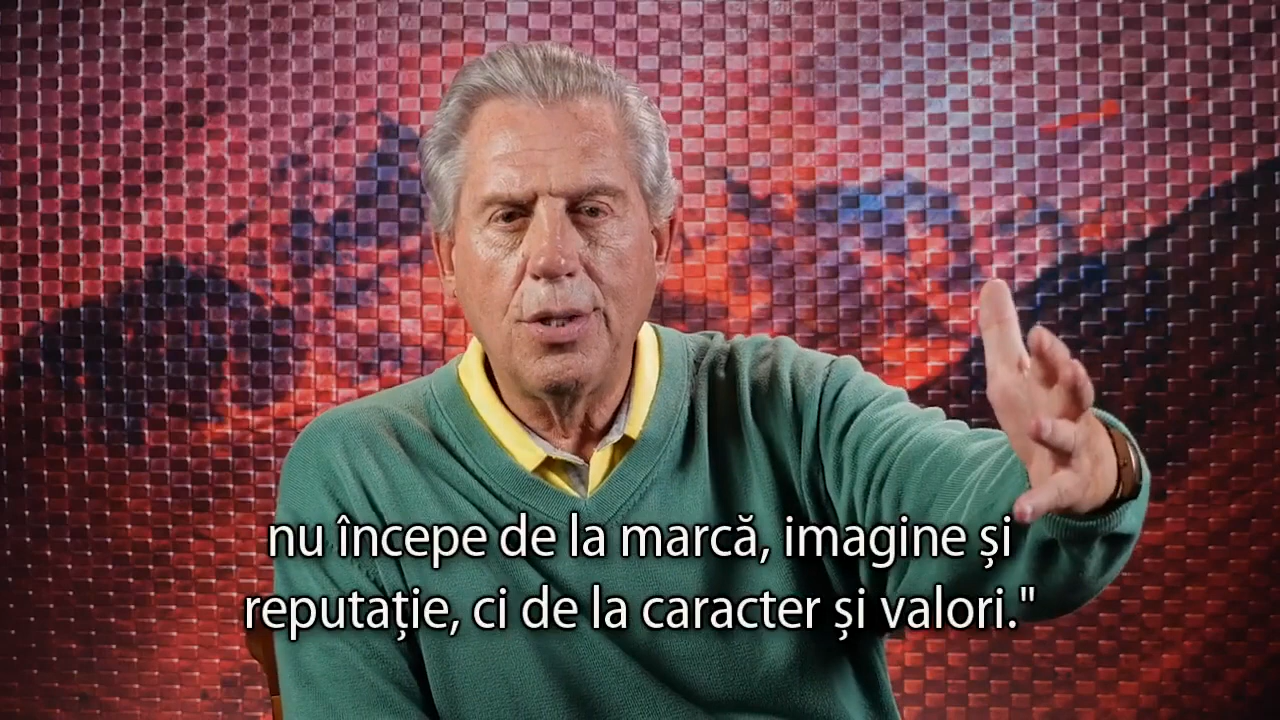 nu începe de la marcă, imagine și
reputație, ci de la caracter și valori."